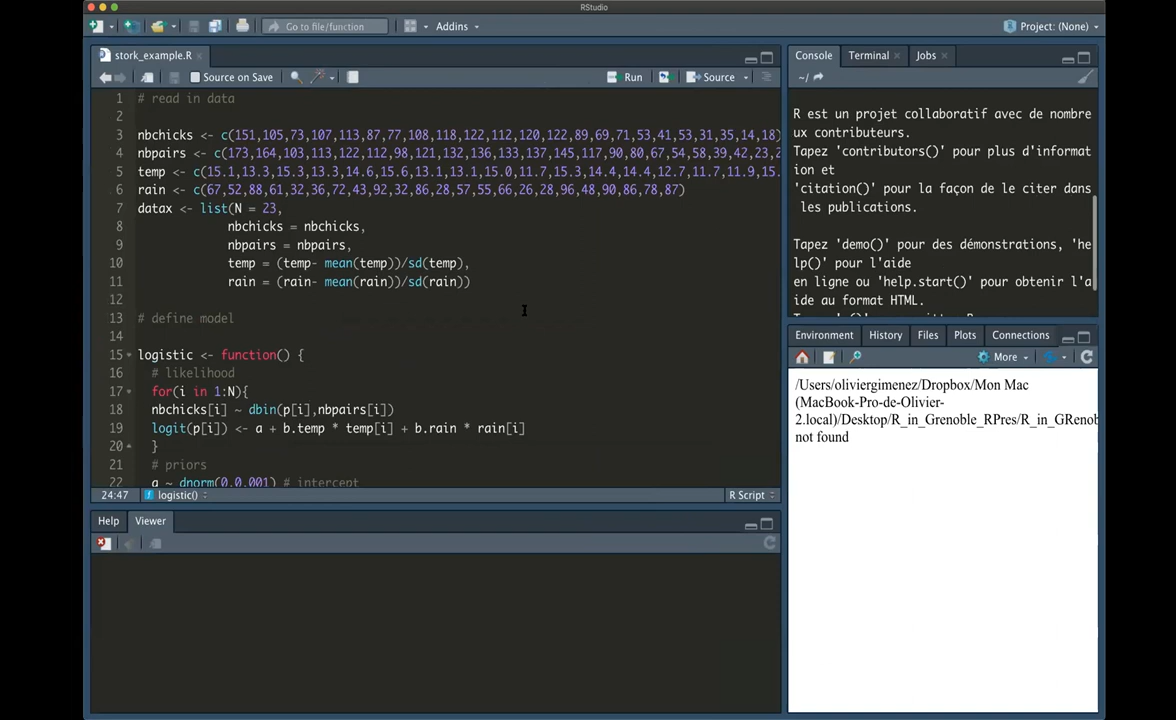 RStudio
Go to file/function
Addins
Project: (None)
stork_example.R
Source on Save
Run
Source
1 # read in data
2
3 nbchicks <- c(151,105,73,107,113,87,77,108,118,122,112,120,122,89,69,71,53,41,53,31,35,14,18)
4 nbpairs <- c(173,164,103,113,122,112,98,121,132,136,133,137,145,117,90,80,67,54,58,39,42,23,2
5 temp <- c(15.1,13.3,15.3,13.3,14.6,15.6,13.1,13.1,15.0,11.7,15.3,14.4,14.4,12.7,11.7,11.9,15.
6 rain <- c(67,52,88,61,32,36,72,43,92,32,86,28,57,55,66,26,28,96,48,90,86,78,87)
7 datax <- list(N = 23,
8 nbchicks = nbchicks,
9 nbpairs = nbpairs,
10 temp = (temp- mean(temp))/sd(temp),
11 rain = (rain- mean(rain))/sd(rain))
12
13 # define model
14
15 logistic <- function() {
16 # likelihood
17 for(i in 1:N){
18 nbchicks[i] ~ dbin(p[i],nbpairs[i])
19 logit(p[i]) <- a + b.temp * temp[i] + b.rain * rain[i]
20 }
21 # priors
22 a ~ dnorm(0,0.001) # intercept
24:47 logistic() R Script
Help Viewer
Console Terminal Jobs
~/
R est un projet collaboratif avec de nombre
ux contributeurs.
Tapez 'contributors()' pour plus d'informat
ion et
'citation()' pour la façon de le citer dans
les publications.
Tapez 'demo()' pour des démonstrations, 'he
lp()' pour l'aide
en ligne ou 'help.start()' pour obtenir l'a
ide au format HTML.
Environment History Files Plots Connections
More
/Users/oliviergimenez/Dropbox/Mon Mac
(MacBook-Pro-de-Olivier-
2.local)/Desktop/R_in_Grenoble_RPres/R_in_GRenob
not found